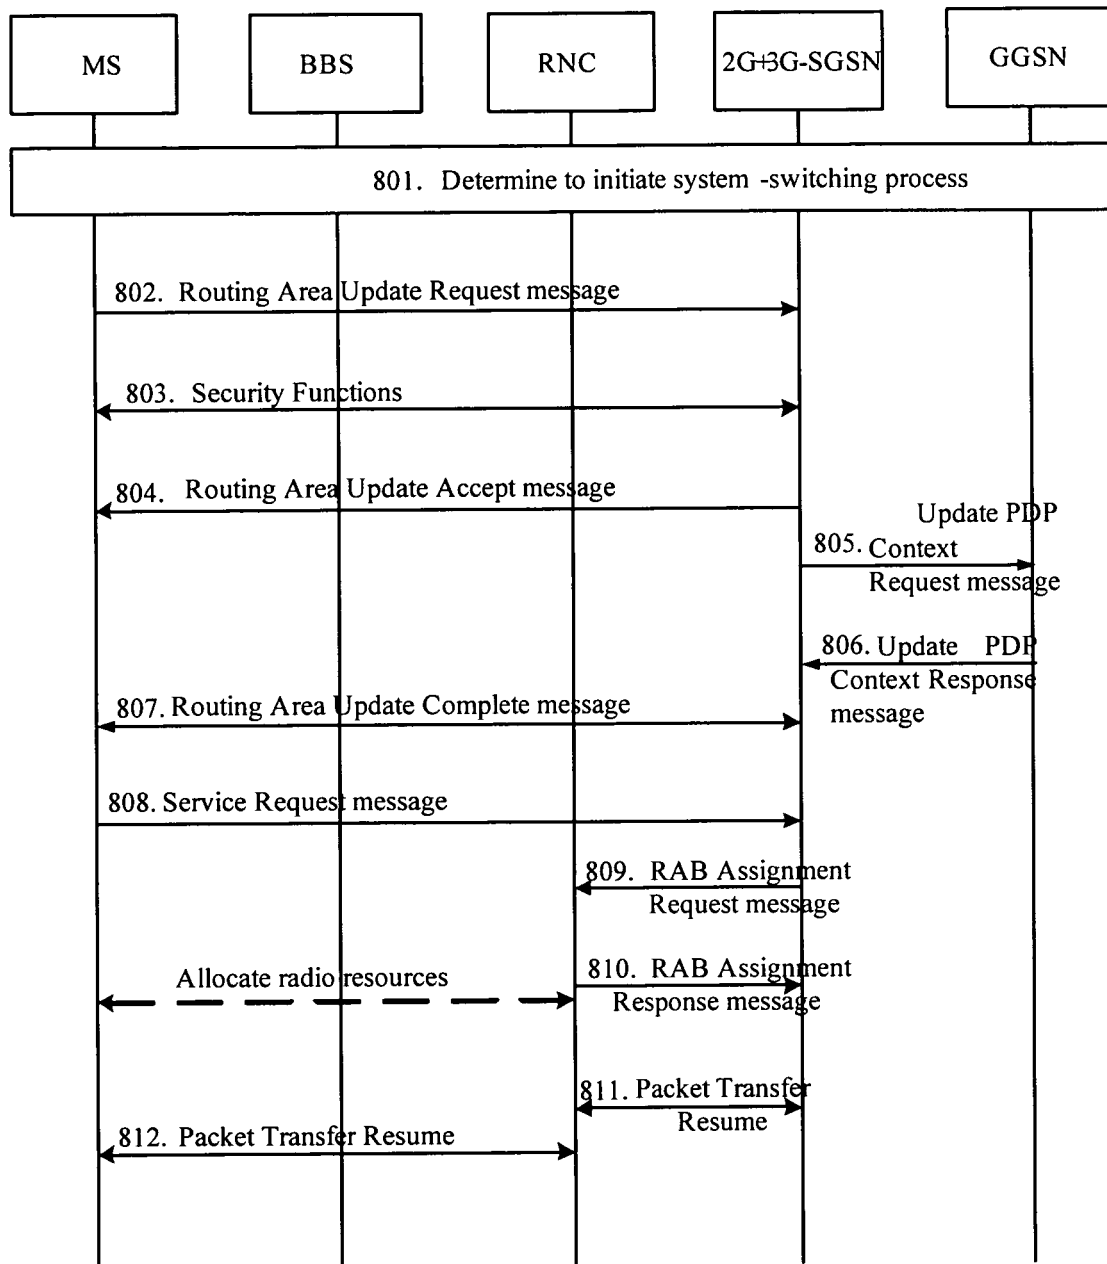 MS
BBS
RNC
2G+3G-SGSN
GGSN
801. Determine to initiate system -switching process
802. Routing Area Update Request message
803. Security Functions
804. Routing Area Update Accept message
805. Update PDP
Context
Request message
806. Update PDP
Context Response
message
807. Routing Area Update Complete message
808. Service Request message
809. RAB Assignment
Request message
Allocate radio resources
810. RAB Assignment
Response message
811. Packet Transfer
Resume
812. Packet Transfer Resume